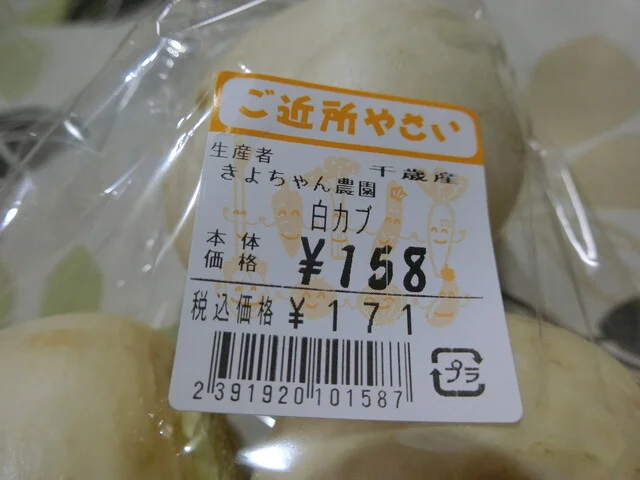 ご近所やさい
生産者 千歳産
きよちゃん農園
白カブ
本体
価格 ¥158
税込価格 ¥171
2391920101587
プラ